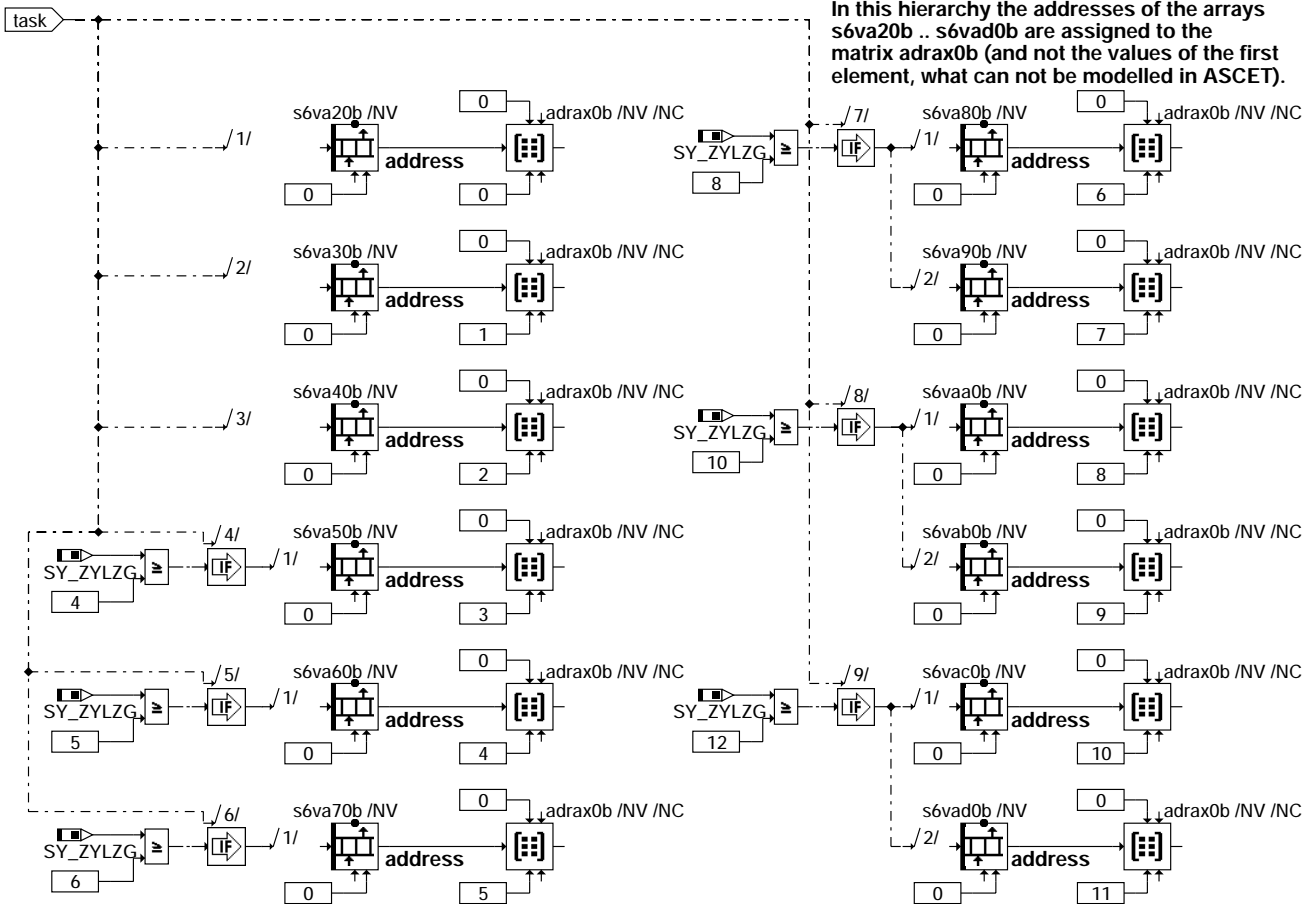 In this hierarchy the addresses of the arrays
s6va20b .. s6vad0b are assigned to the
matrix adrax0b (and not the values of the first
element, what can not be modelled in ASCET).
task
0
s6va20b /NV
adrax0b /NV /NC
/1/
address
0
0
0
s6va30b /NV
adrax0b /NV /NC
/2/
address
0
1
0
s6va40b /NV
adrax0b /NV /NC
/3/
address
0
2
0
/4/
s6va50b /NV
adrax0b /NV /NC
SY_ZYLZG
≥
IF
/1/
address
4
0
3
0
/5/
s6va60b /NV
adrax0b /NV /NC
SY_ZYLZG
≥
IF
/1/
address
5
0
4
0
/6/
s6va70b /NV
adrax0b /NV /NC
SY_ZYLZG
≥
IF
/1/
address
6
0
5
0
/7/
s6va80b /NV
adrax0b /NV /NC
SY_ZYLZG
≥
IF
/1/
address
8
0
6
0
s6va90b /NV
adrax0b /NV /NC
/2/
address
0
7
0
/8/
s6vaa0b /NV
adrax0b /NV /NC
SY_ZYLZG
≥
IF
/1/
address
10
0
8
0
s6vab0b /NV
adrax0b /NV /NC
/2/
address
0
9
0
/9/
s6vac0b /NV
adrax0b /NV /NC
SY_ZYLZG
≥
IF
/1/
address
12
0
10
0
s6vad0b /NV
adrax0b /NV /NC
/2/
address
0
11